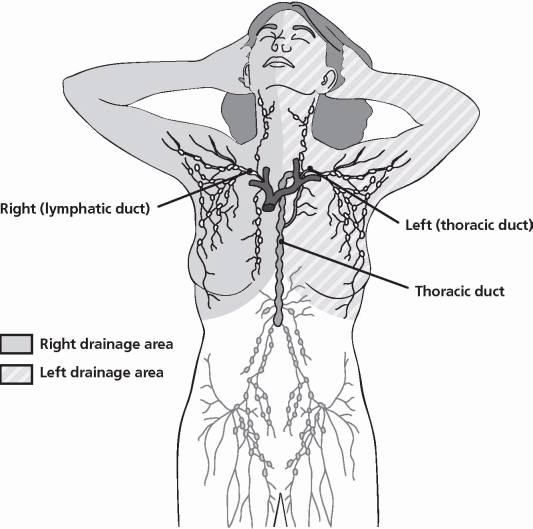 Right (lymphatic duct)
Left (thoracic duct)
Thoracic duct
Right drainage area
Left drainage area